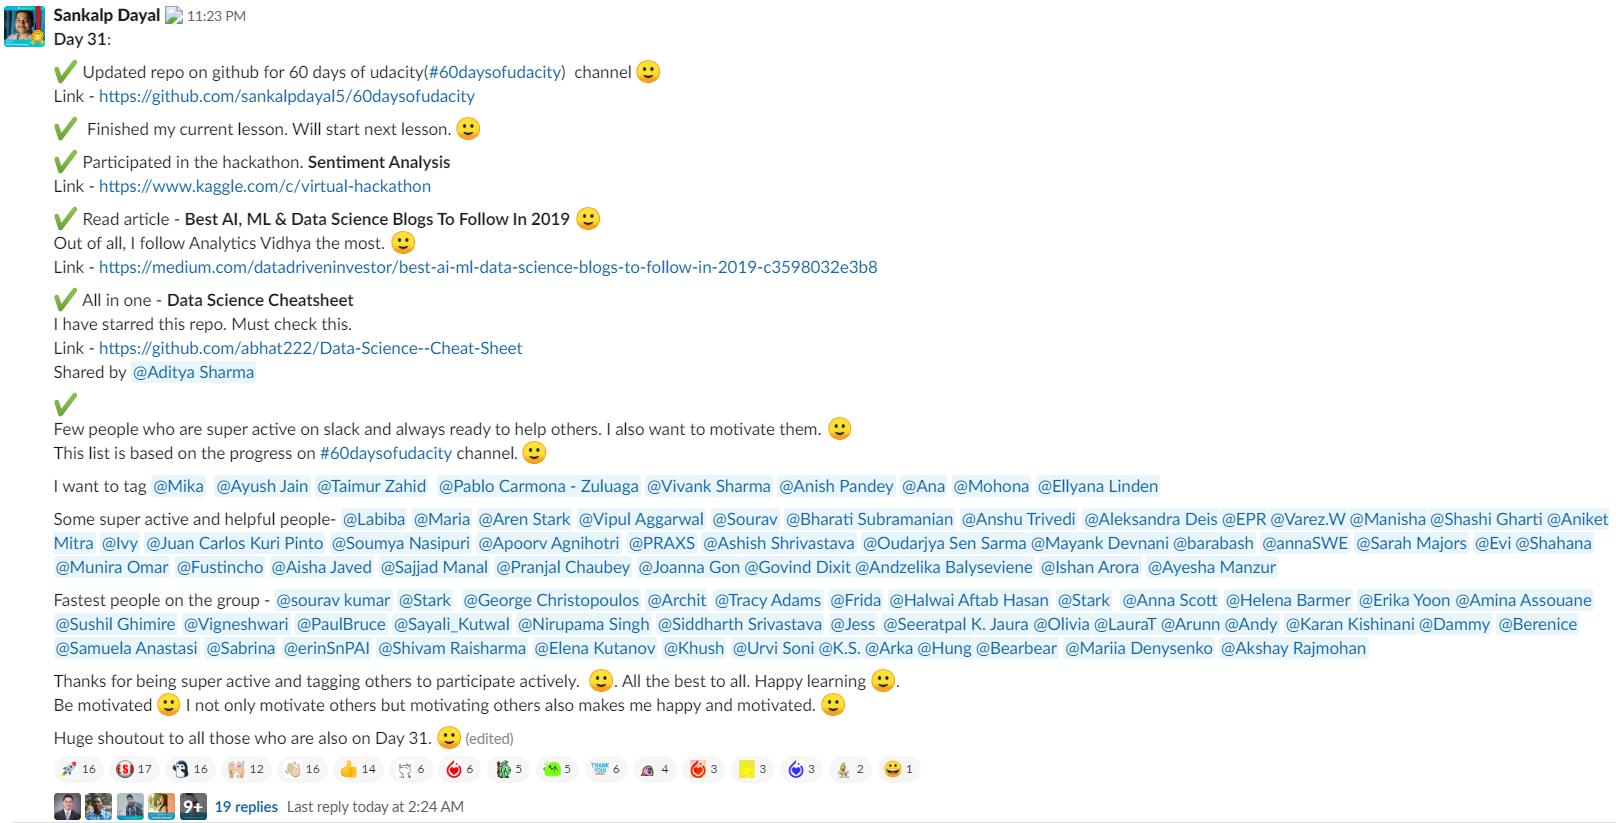 Sankalp Dayal 11:23 PM
Day 31:
Updated repo on github for 60 days of udacity(#60daysofudacity) channel
Link - https://github.com/sankalpdayal5/60daysofudacity
Finished my current lesson. Will start next lesson.
Participated in the hackathon. Sentiment Analysis
Link - https://www.kaggle.com/c/virtual-hackathon
Read article - Best AI, ML & Data Science Blogs To Follow In 2019
Out of all, I follow Analytics Vidhya the most.
Link - https://medium.com/datadriveninvestor/best-ai-ml-data-science-blogs-to-follow-in-2019-c3598032e3b8
All in one - Data Science Cheatsheet
I have starred this repo. Must check this.
Link - https://github.com/abhat222/Data-Science--Cheat-Sheet
Shared by @Aditya Sharma
Few people who are super active on slack and always ready to help others. I also want to motivate them.
This list is based on the progress on #60daysofudacity channel.
I want to tag @Mika @Ayush Jain @Taimur Zahid @Pablo Carmona - Zuluaga @Vivank Sharma @Anish Pandey @Ana @Mohona @Ellyana Linden
Some super active and helpful people- @Labiba @Maria @Aren Stark @Vipul Aggarwal @Sourav @Bharati Subramanian @Anshu Trivedi @Aleksandra Deis @EPR @Varez.W @Manisha @Shashi Gharti @Aniket
Mitra @Ivy @Juan Carlos Kuri Pinto @Soumya Nasipuri @Apoorv Agnihotri @PRAXS @Ashish Shrivastava @Oudarjya Sen Sarma @Mayank Devnani @barabash @annaSWE @Sarah Majors @Evi @Shahana
@Munira Omar @Fustincho @Aisha Javed @Sajjad Manal @Pranjal Chaubey @Joanna Gon @Govind Dixit @Andzelika Balyseviene @Ishan Arora @Ayesha Manzur
Fastest people on the group - @sourav kumar @Stark @George Christopoulos @Archit @Tracy Adams @Frida @Halwai Aftab Hasan @Stark @Anna Scott @Helena Barmer @Erika Yoon @Amina Assouane
@Sushil Ghimire @Vigneshwari @PaulBruce @Sayali_Kutwal @Nirupama Singh @Siddharth Srivastava @Jess @Seeratpal K. Jaura @Olivia @LauraT @Arunn @Andy @Karan Kishinani @Dammy @Berenice
@Samuela Anastasi @Sabrina @erinSnPAI @Shivam Raisharma @Elena Kutanov @Khush @Urvi Soni @K.S. @Arka @Hung @Bearbear @Mariia Denysenko @Akshay Rajmohan
Thanks for being super active and tagging others to participate actively. . All the best to all. Happy learning .
Be motivated I not only motivate others but motivating others also makes me happy and motivated.
Huge shoutout to all those who are also on Day 31. (edited)
16 17 16 12 16 14 6 6 5 5 THANK YOU! 6 4 3 3 3 2 1
9+ 19 replies Last reply today at 2:24 AM